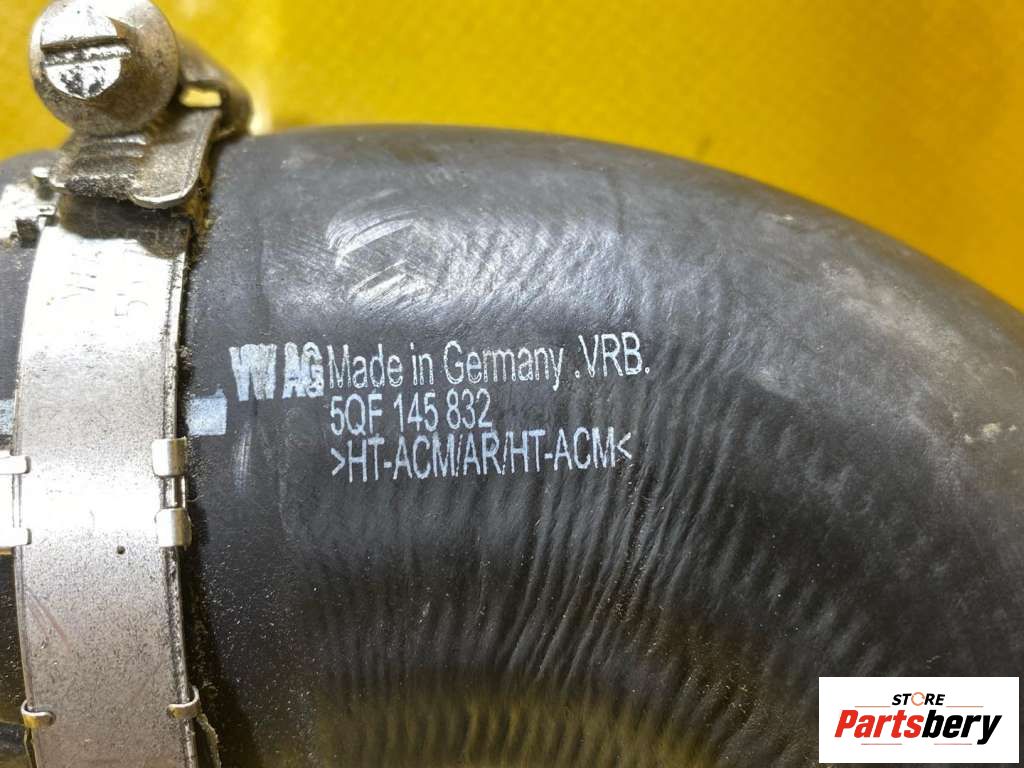 VW AG Made in Germany .VRB.
5QF 145 832
>HT-ACM/AR/HT-ACM<
STORE
Partsbery